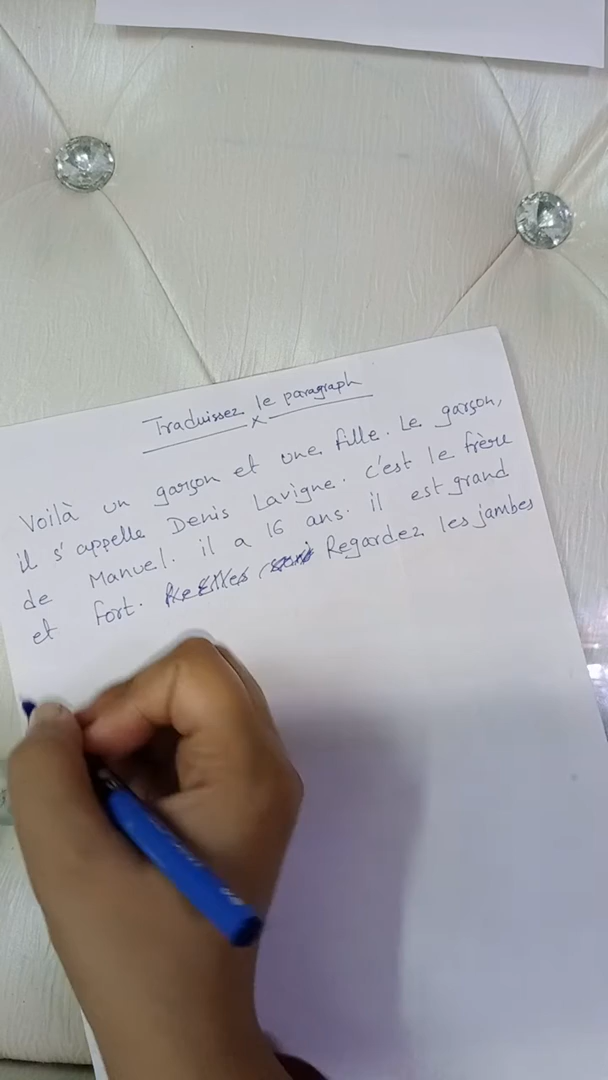 Traduissez le paragraph
x
Voilà un garçon et une fille. Le garçon,
il s'appelle Denis Lavigne. c'est le frère
de Manuel. il a 16 ans. il est grand
et fort. Regardez les jambes